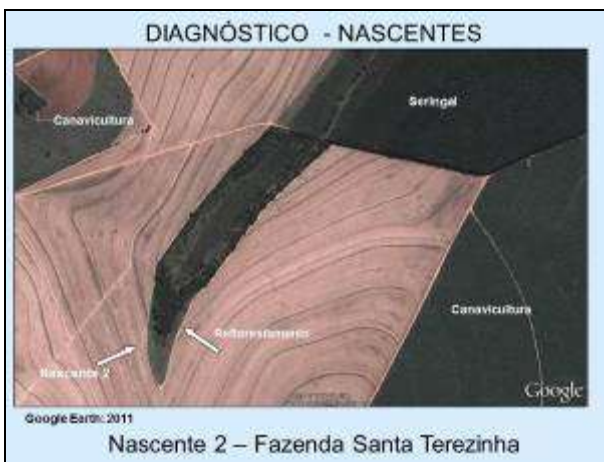 DIAGNÓSTICO - NASCENTES
Seringal
Canavicultura
Canavicultura
Reflorestamento
Nascente 2
Google
Google Earth: 2011
Nascente 2 – Fazenda Santa Terezinha